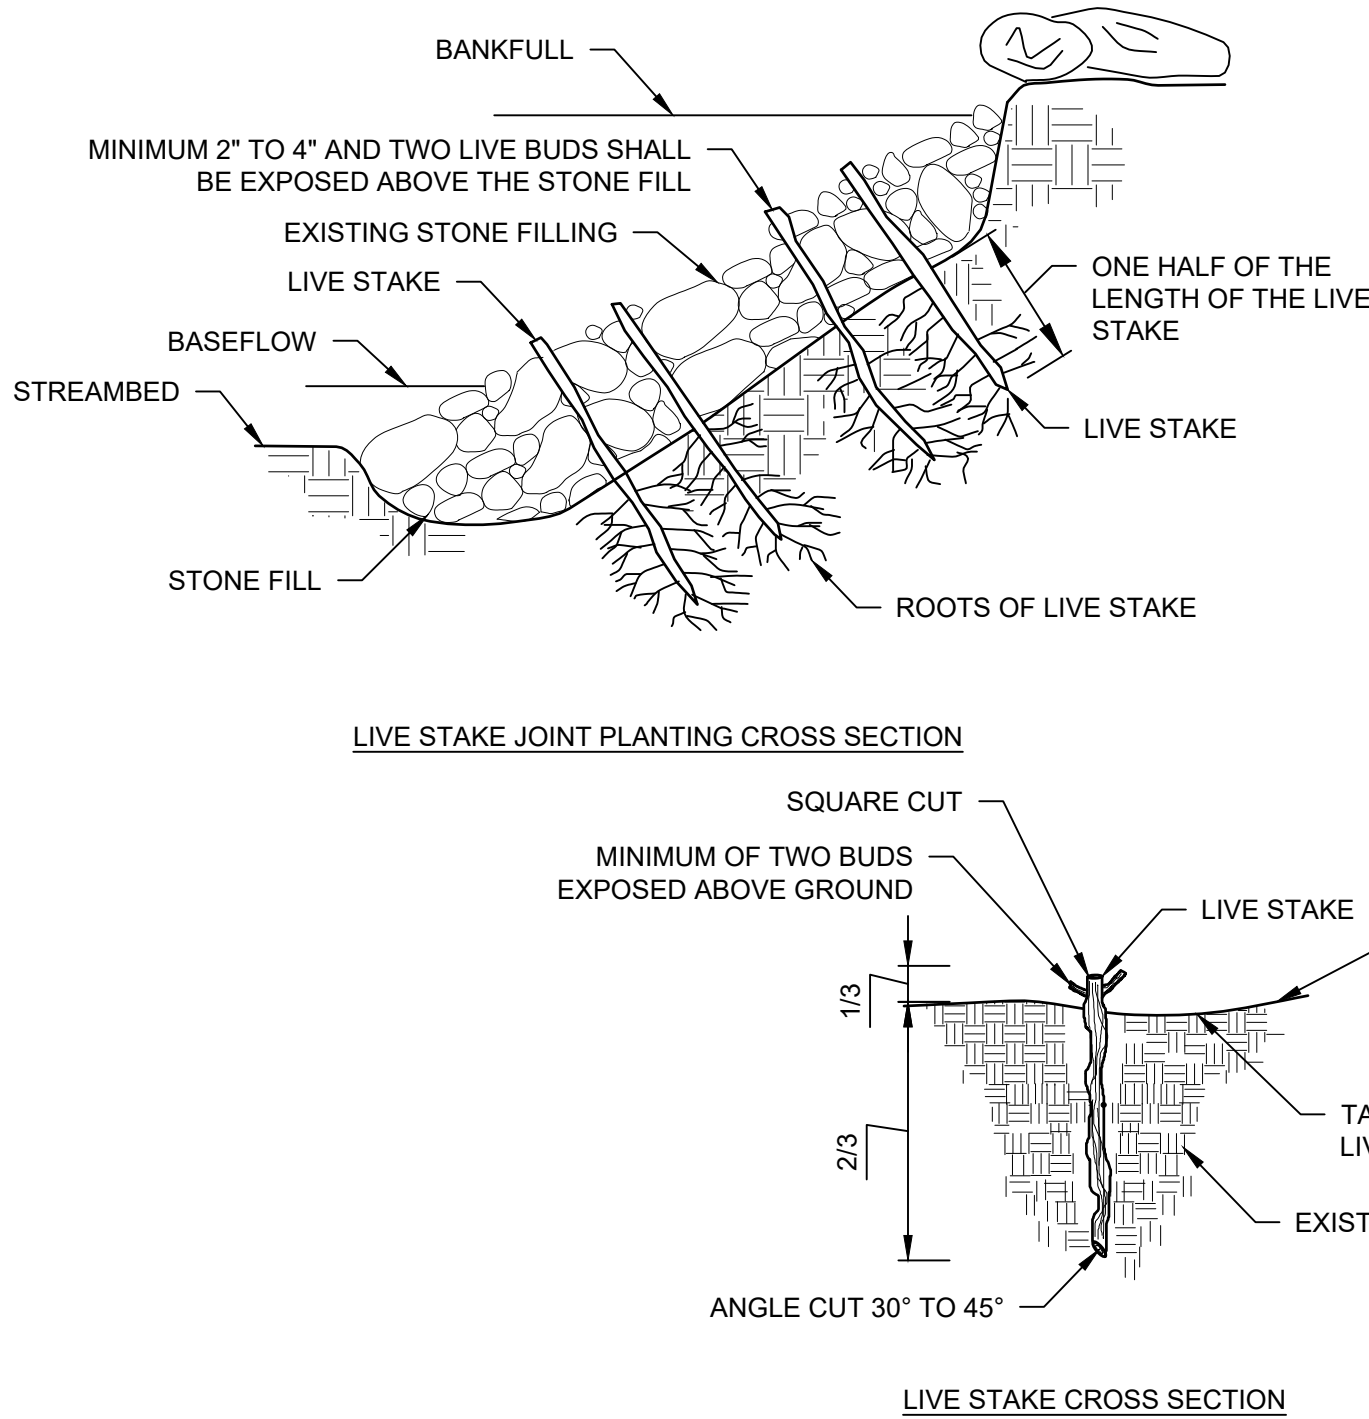 BANKFULL
MINIMUM 2" TO 4" AND TWO LIVE BUDS SHALL
BE EXPOSED ABOVE THE STONE FILL
EXISTING STONE FILLING
LIVE STAKE
BASEFLOW
STREAMBED
ONE HALF OF THE
LENGTH OF THE LIVE
STAKE
LIVE STAKE
STONE FILL
ROOTS OF LIVE STAKE
LIVE STAKE JOINT PLANTING CROSS SECTION
SQUARE CUT
MINIMUM OF TWO BUDS
EXPOSED ABOVE GROUND
LIVE STAKE
1/3
2/3
ANGLE CUT 30° TO 45°
LIVE STAKE CROSS SECTION